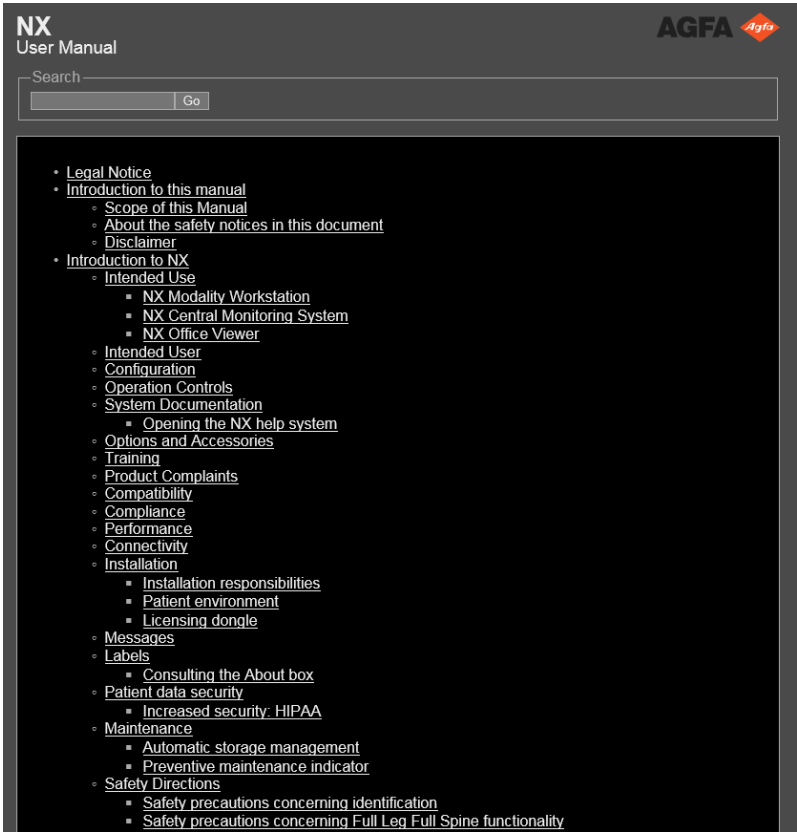 NX
AGFA
Agfa
User Manual
Search
Go
Legal Notice
Introduction to this manual
Scope of this Manual
About the safety notices in this document
Disclaimer
Introduction to NX
Intended Use
NX Modality Workstation
NX Central Monitoring System
NX Office Viewer
Intended User
Configuration
Operation Controls
System Documentation
Opening the NX help system
Options and Accessories
Training
Product Complaints
Compatibility
Compliance
Performance
Connectivity
Installation
Installation responsibilities
Patient environment
Licensing dongle
Messages
Labels
Consulting the About box
Patient data security
Increased security: HIPAA
Maintenance
Automatic storage management
Preventive maintenance indicator
Safety Directions
Safety precautions concerning identification
Safety precautions concerning Full Leg Full Spine functionality